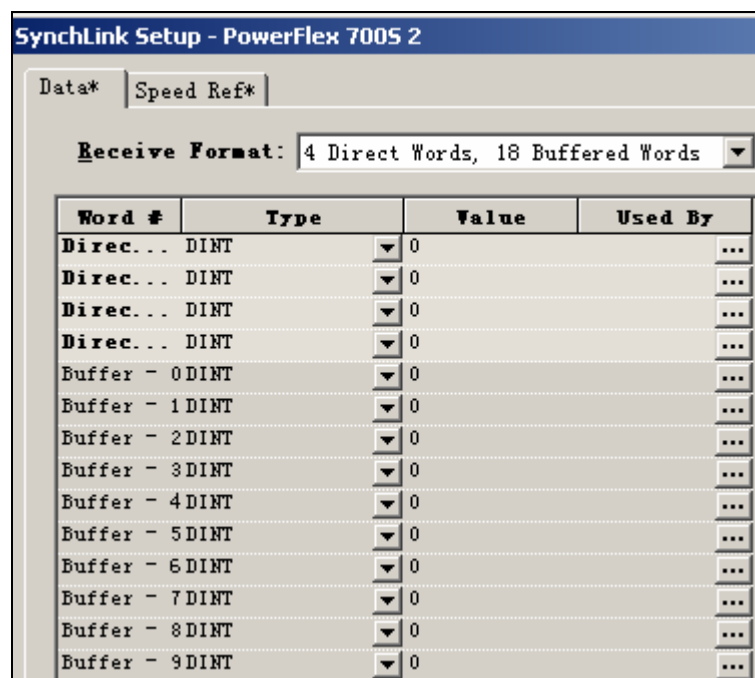 SynchLink Setup - PowerFlex 700S 2
Data* Speed Ref*
Receive Format: 4 Direct Words, 18 Buffered Words
Word # Type Value Used By
Direc... DINT 0 ...
Direc... DINT 0 ...
Direc... DINT 0 ...
Direc... DINT 0 ...
Buffer - 0 DINT 0 ...
Buffer - 1 DINT 0 ...
Buffer - 2 DINT 0 ...
Buffer - 3 DINT 0 ...
Buffer - 4 DINT 0 ...
Buffer - 5 DINT 0 ...
Buffer - 6 DINT 0 ...
Buffer - 7 DINT 0 ...
Buffer - 8 DINT 0 ...
Buffer - 9 DINT 0 ...